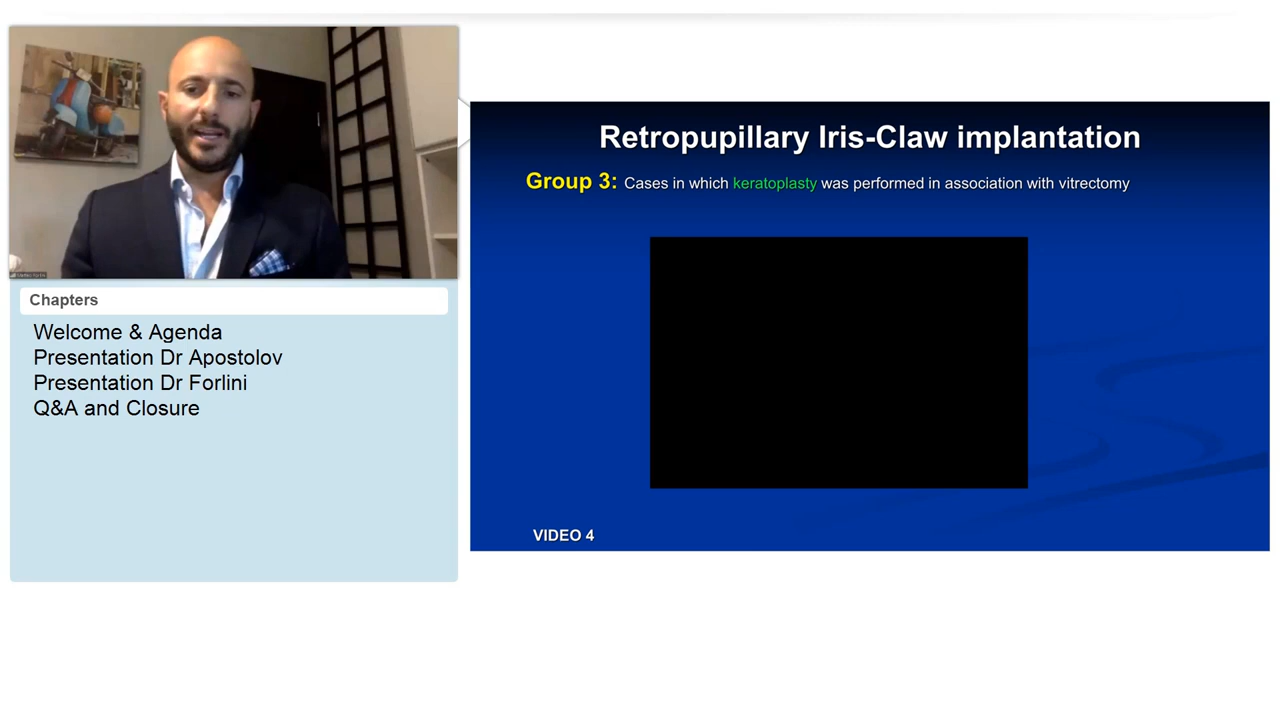 Chapters
Welcome & Agenda
Presentation Dr Apostolov
Presentation Dr Forlini
Q&A and Closure
Retropupillary Iris-Claw implantation
Group 3: Cases in which keratoplasty was performed in association with vitrectomy
VIDEO 4